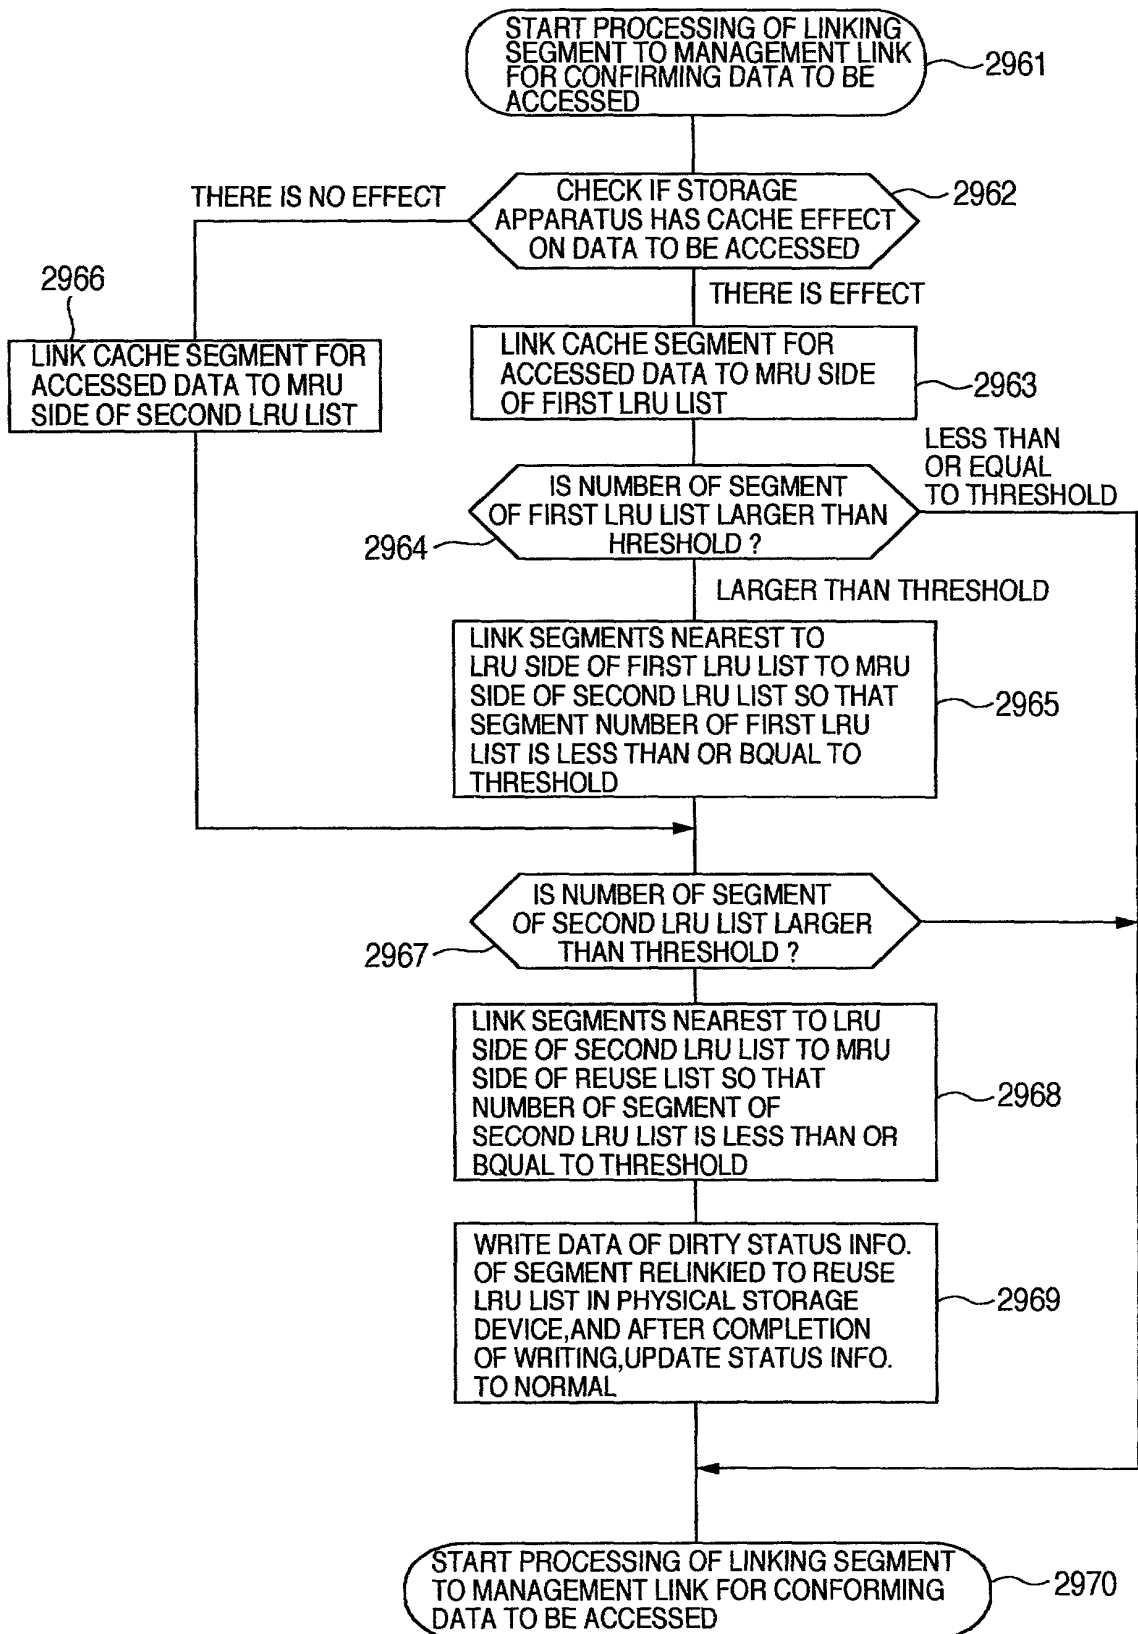 START PROCESSING OF LINKING
SEGMENT TO MANAGEMENT LINK
FOR CONFIRMING DATA TO BE
ACCESSED
2961
THERE IS NO EFFECT
CHECK IF STORAGE
APPARATUS HAS CACHE EFFECT
ON DATA TO BE ACCESSED
2962
THERE IS EFFECT
2966
LINK CACHE SEGMENT FOR
ACCESSED DATA TO MRU
SIDE OF SECOND LRU LIST
LINK CACHE SEGMENT FOR
ACCESSED DATA TO MRU SIDE
OF FIRST LRU LIST
2963
LESS THAN
OR EQUAL
TO THRESHOLD
IS NUMBER OF SEGMENT
OF FIRST LRU LIST LARGER THAN
HRESHOLD ?
2964
LARGER THAN THRESHOLD
LINK SEGMENTS NEAREST TO
LRU SIDE OF FIRST LRU LIST TO MRU
SIDE OF SECOND LRU LIST SO THAT
SEGMENT NUMBER OF FIRST LRU
LIST IS LESS THAN OR BQUAL TO
THRESHOLD
2965
IS NUMBER OF SEGMENT
OF SECOND LRU LIST LARGER
THAN THRESHOLD ?
2967
LINK SEGMENTS NEAREST TO LRU
SIDE OF SECOND LRU LIST TO MRU
SIDE OF REUSE LIST SO THAT
NUMBER OF SEGMENT OF
SECOND LRU LIST IS LESS THAN OR
BQUAL TO THRESHOLD
2968
WRITE DATA OF DIRTY STATUS INFO.
OF SEGMENT RELINKIED TO REUSE
LRU LIST IN PHYSICAL STORAGE
DEVICE,AND AFTER COMPLETION
OF WRITING,UPDATE STATUS INFO.
TO NORMAL
2969
START PROCESSING OF LINKING SEGMENT
TO MANAGEMENT LINK FOR CONFORMING
DATA TO BE ACCESSED
2970